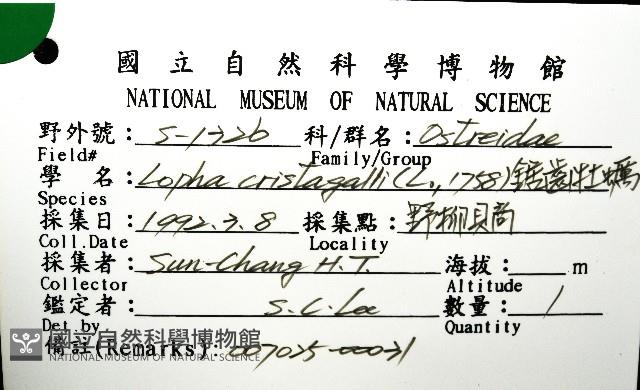 國立自然科學博物館
NATIONAL MUSEUM OF NATURAL SCIENCE
野外號: S-1726 科/群名: Ostreidae
Field# Family/Group
學 名: Lopha cristagalli (L., 1758) 鋸齒牡蠣
Species
採集日: 1992.7.8 採集點: 野柳貝商
Coll.Date Locality
採集者: Sun-Chang H.T. 海拔: m
Collector Altitude
鑑定者: S.C. Lee 數量: 1
Det by Quantity
備註(Remarks): 007025-00031
國立自然科學博物館
NATIONAL MUSEUM OF NATURAL SCIENCE